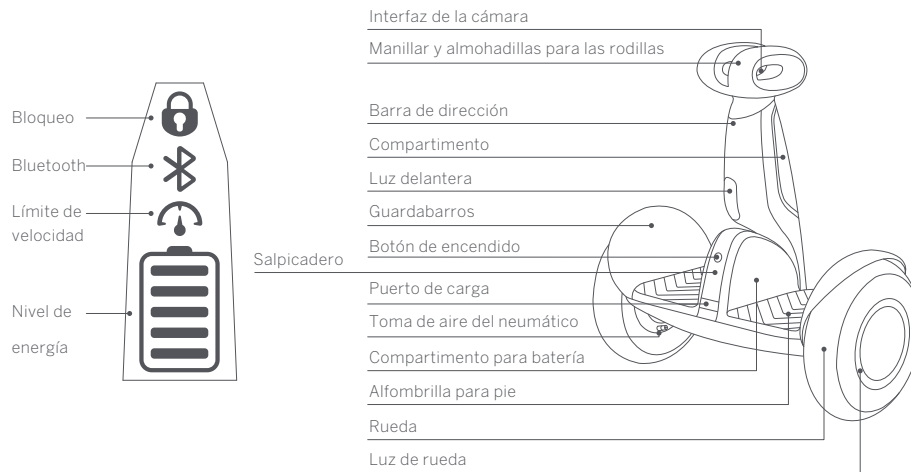 Bloqueo
Bluetooth
Límite de
velocidad
Nivel de
energía
Salpicadero
Interfaz de la cámara
Manillar y almohadillas para las rodillas
Barra de dirección
Compartimento
Luz delantera
Guardabarros
Botón de encendido
Puerto de carga
Toma de aire del neumático
Compartimento para batería
Alfombrilla para pie
Rueda
Luz de rueda